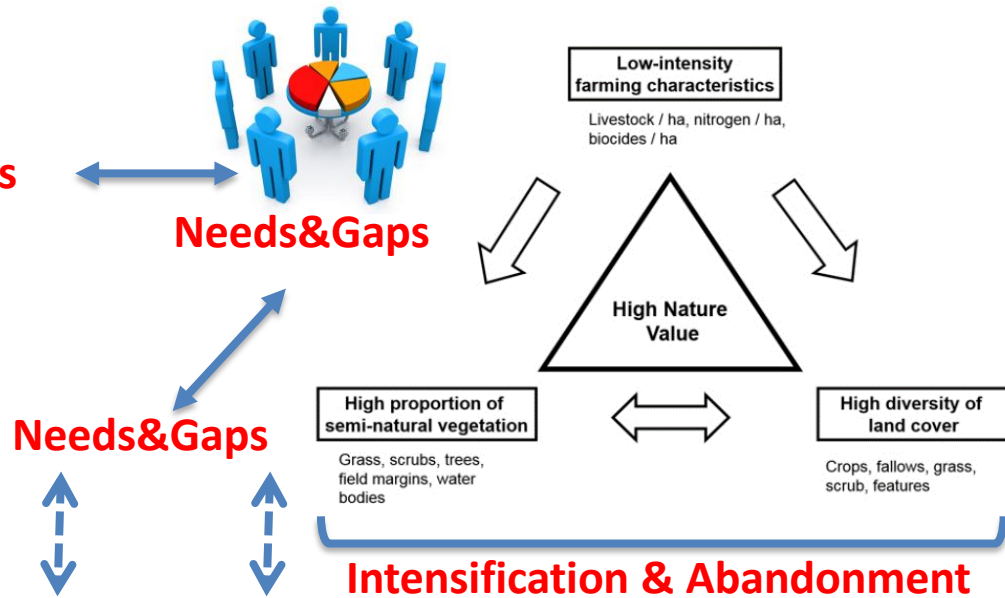 Low-intensity
farming characteristics
Livestock / ha, nitrogen / ha,
biocides / ha
Needs&Gaps
High Nature
Value
High proportion of
semi-natural vegetation
High diversity of
land cover
Needs&Gaps
Grass, scrubs, trees,
field margins, water
bodies
Crops, fallows, grass,
scrub, features
Intensification & Abandonment